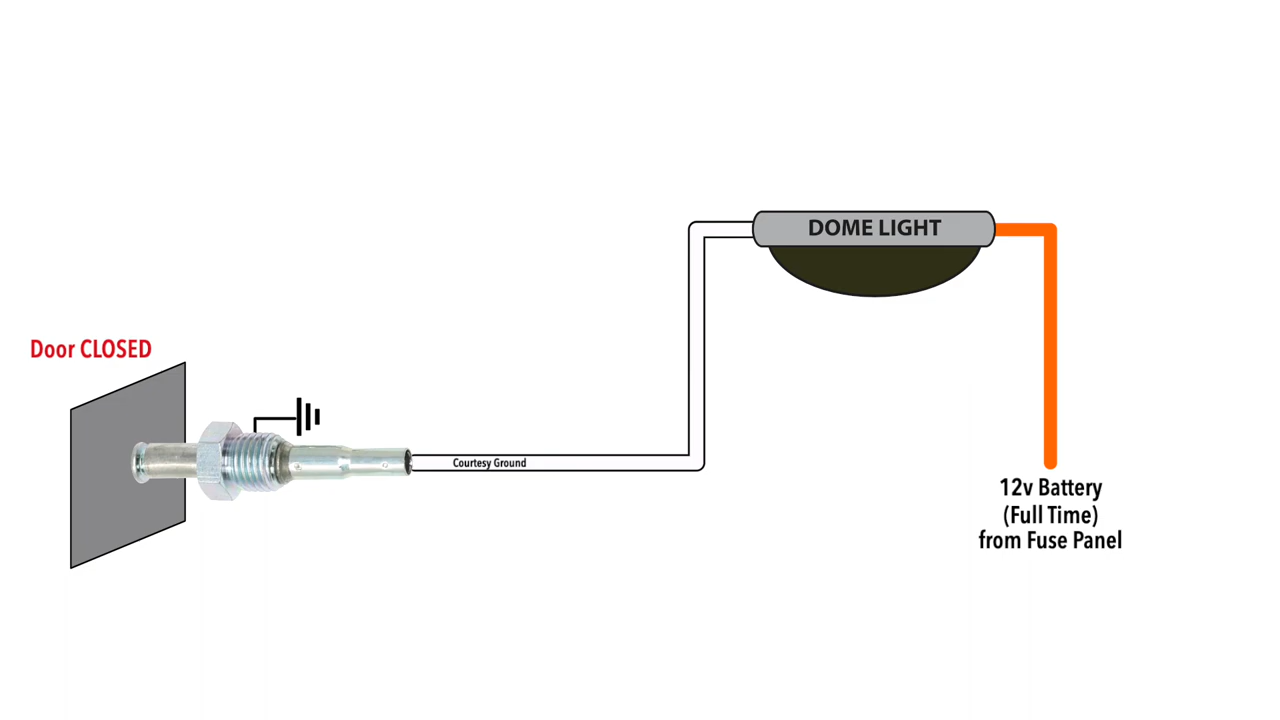 DOME LIGHT
Door CLOSED
Courtesy Ground
12v Battery
(Full Time)
from Fuse Panel